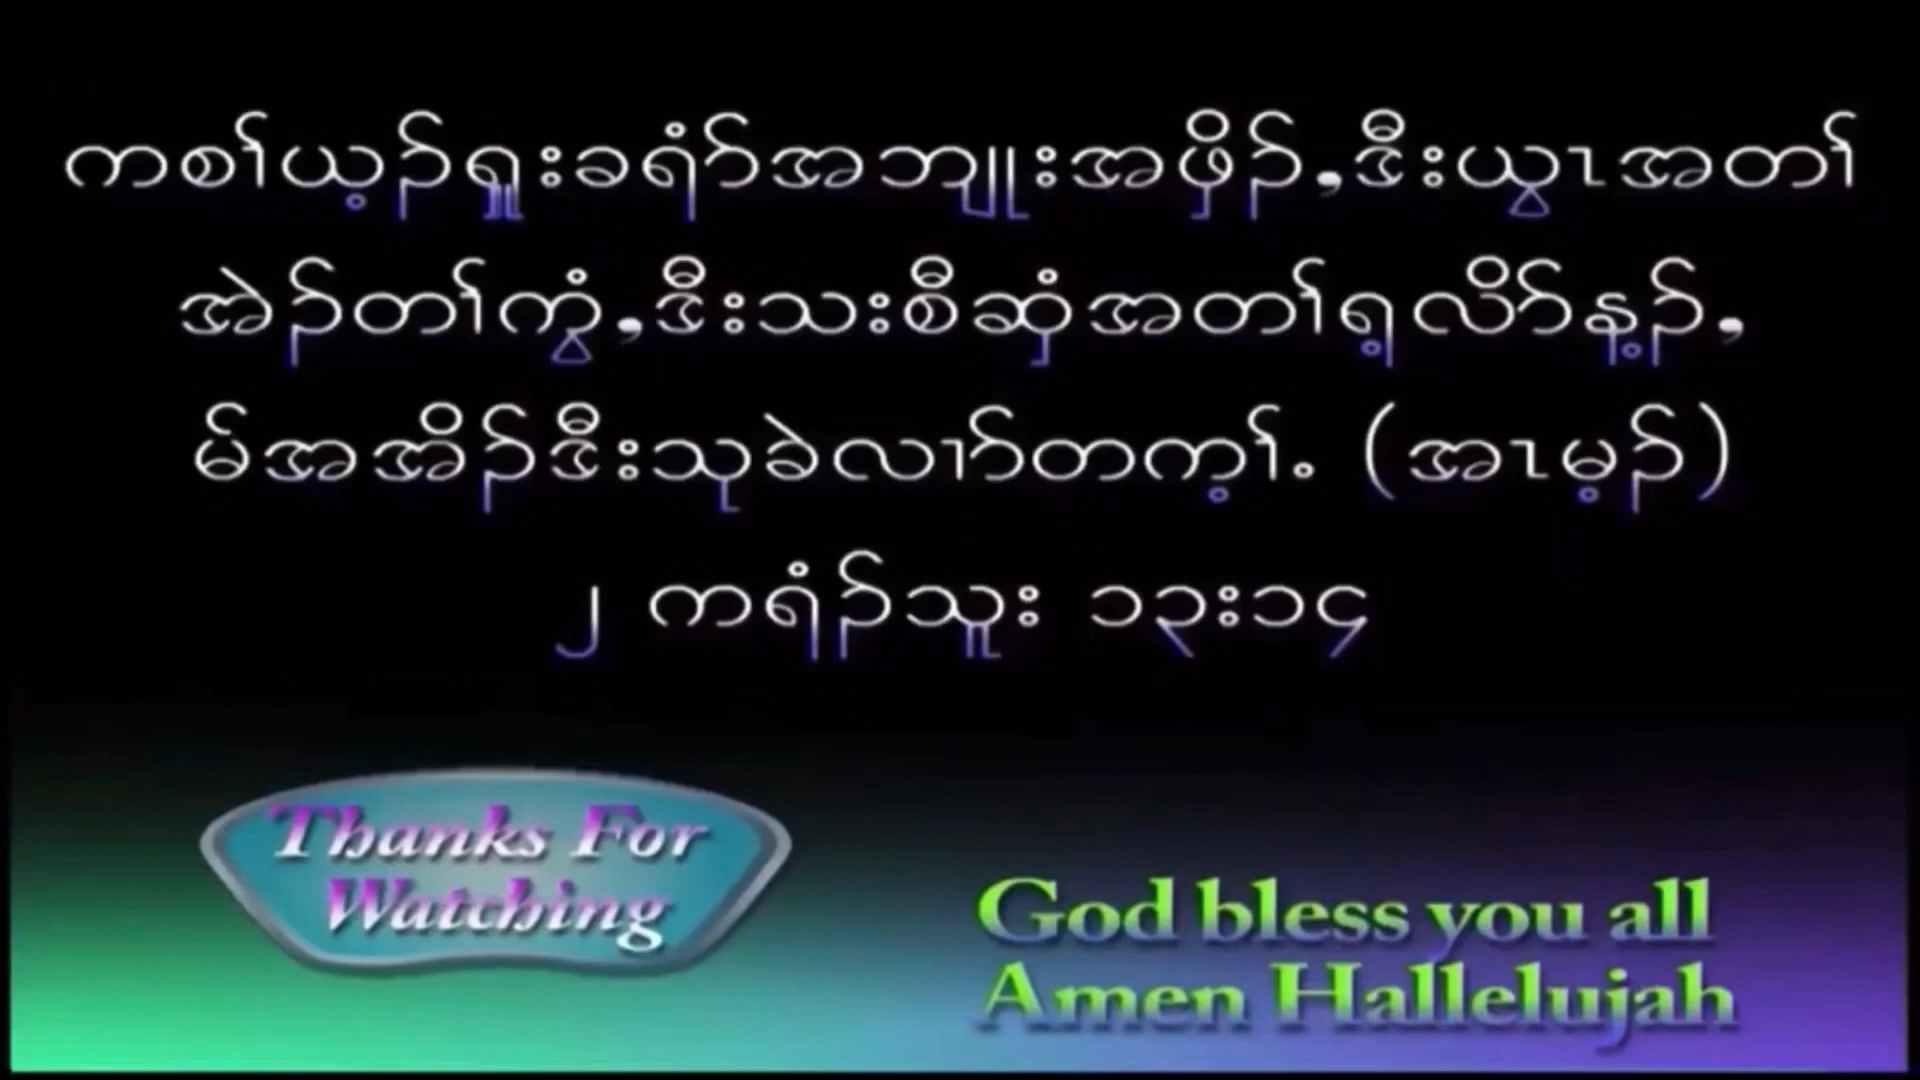 ကစၢ်ယ့ၣ်ရှူးခရံာ်အဘျုးအဖှိၣ်,ဒီးယွၤအတၢ်
အဲၣ်တၢ်ကွံ,ဒီးသးစီဆှံအတၢ်ရ့လိာ်န့ၣ်,
မ်အအိၣ်ဒီးသုခဲလၢာ်တက့ၢ်. (အၤမ့ၣ်)
၂ ကရံၣ်သူး ၁၃း၁၄
Thanks For
Watching
God bless you all
Amen Hallelujah